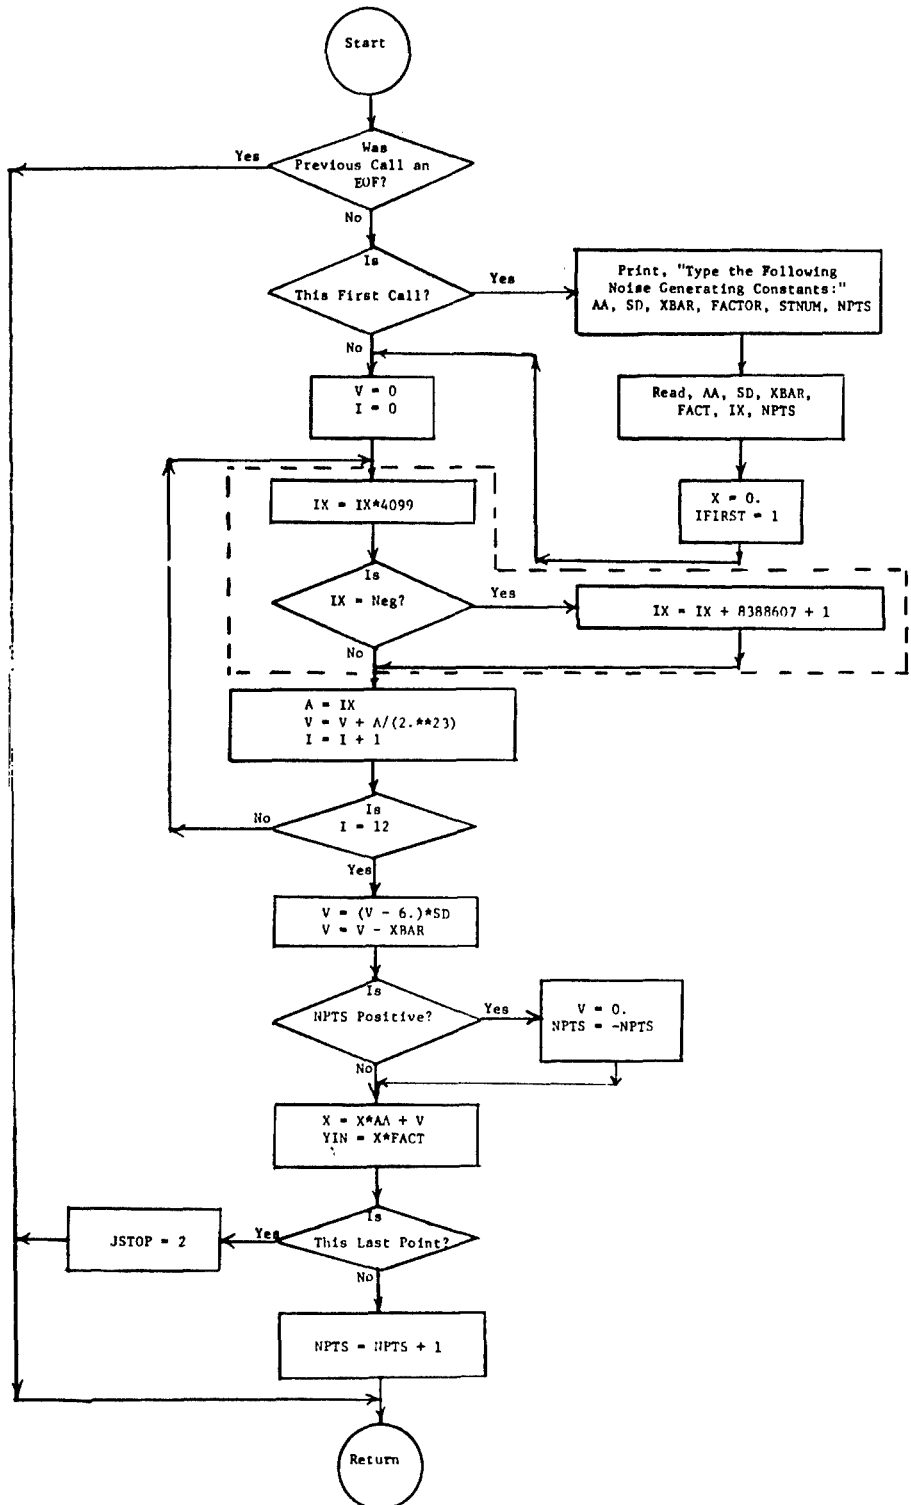 Start
Was
Previous Call an
EOF?
Yes
No
Is
This First Call?
Yes
No
Print, "Type the Following
Noise Generating Constants:"
AA, SD, XBAR, FACTOR, STNUM, NPTS
Read, AA, SD, XBAR,
FACT, IX, NPTS
X = 0.
IFIRST = 1
V = 0
I = 0
IX = IX*4099
Is
IX = Neg?
Yes
No
IX = IX + 8388607 + 1
A = IX
V = V + A/(2.**23)
I = I + 1
Is
I = 12
No
Yes
V = (V - 6.)*SD
V = V - XBAR
Is
NPTS Positive?
Yes
No
V = 0.
NPTS = -NPTS
X = X*AA + V
YIN = X*FACT
Is
This Last Point?
Yes
No
JSTOP = 2
NPTS = NPTS + 1
Return